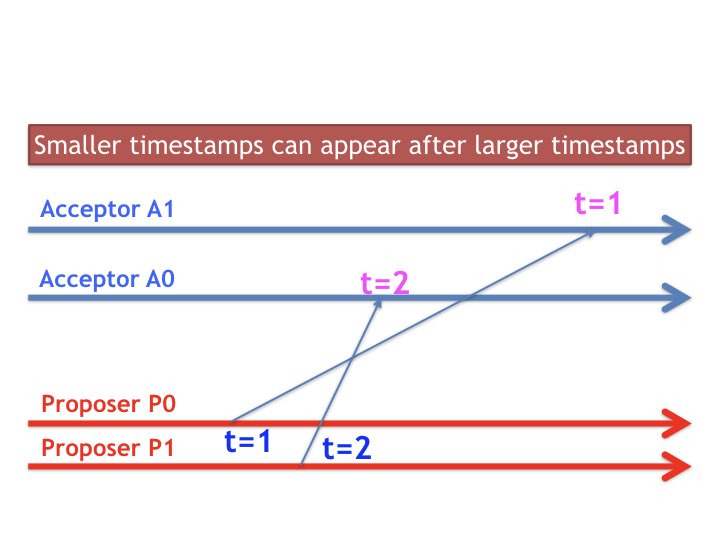 Smaller timestamps can appear after larger timestamps
Acceptor A1
t=1
Acceptor A0
t=2
Proposer P0
t=1
Proposer P1
t=2